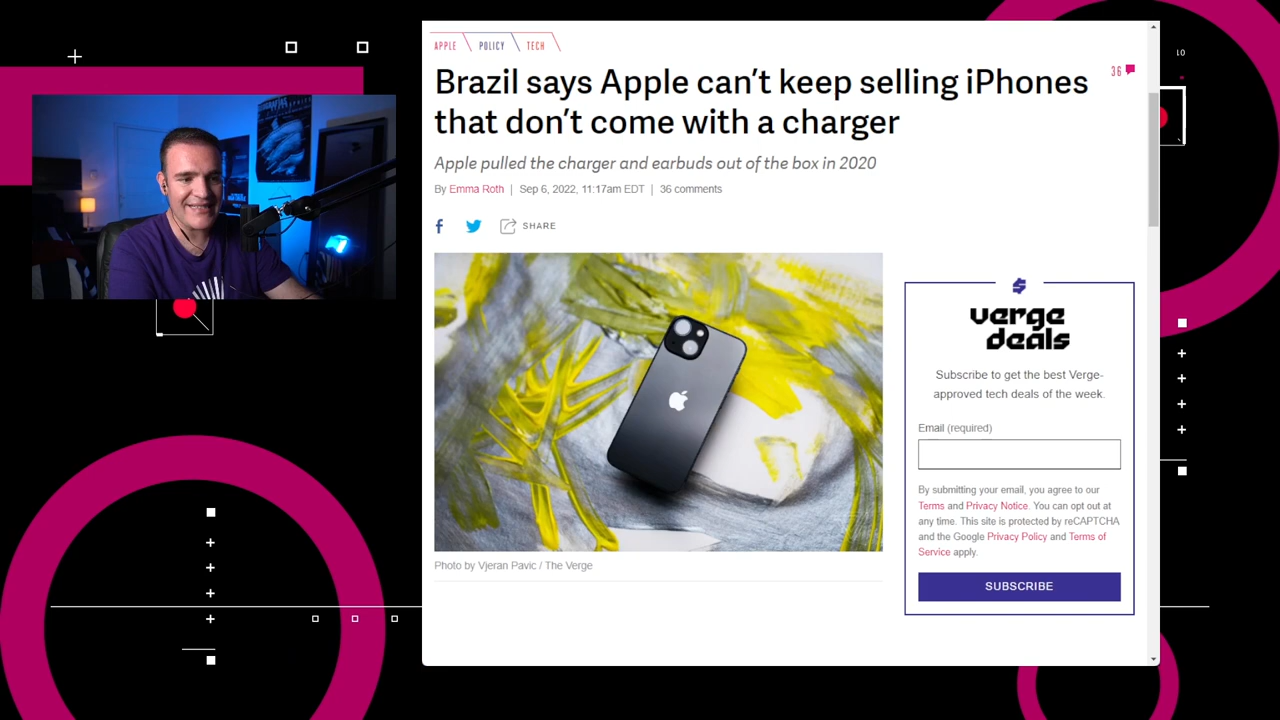 APPLE POLICY TECH
Brazil says Apple can't keep selling iPhones
that don't come with a charger
36
Apple pulled the charger and earbuds out of the box in 2020
By Emma Roth | Sep 6, 2022, 11:17am EDT | 36 comments
SHARE
verge
deals
Subscribe to get the best Verge-
approved tech deals of the week.
Email (required)
By submitting your email, you agree to our
Terms and Privacy Notice. You can opt out at
any time. This site is protected by reCAPTCHA
and the Google Privacy Policy and Terms of
Service apply.
SUBSCRIBE
Photo by Vjeran Pavic / The Verge
10